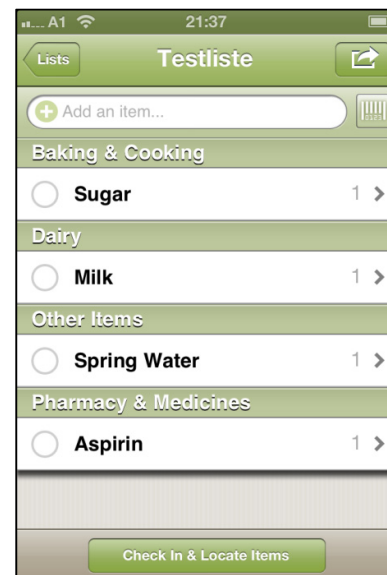 A1 21:37
Lists Testliste
Add an item...
Baking & Cooking
Sugar 1
Dairy
Milk 1
Other Items
Spring Water 1
Pharmacy & Medicines
Aspirin 1
Check In & Locate Items